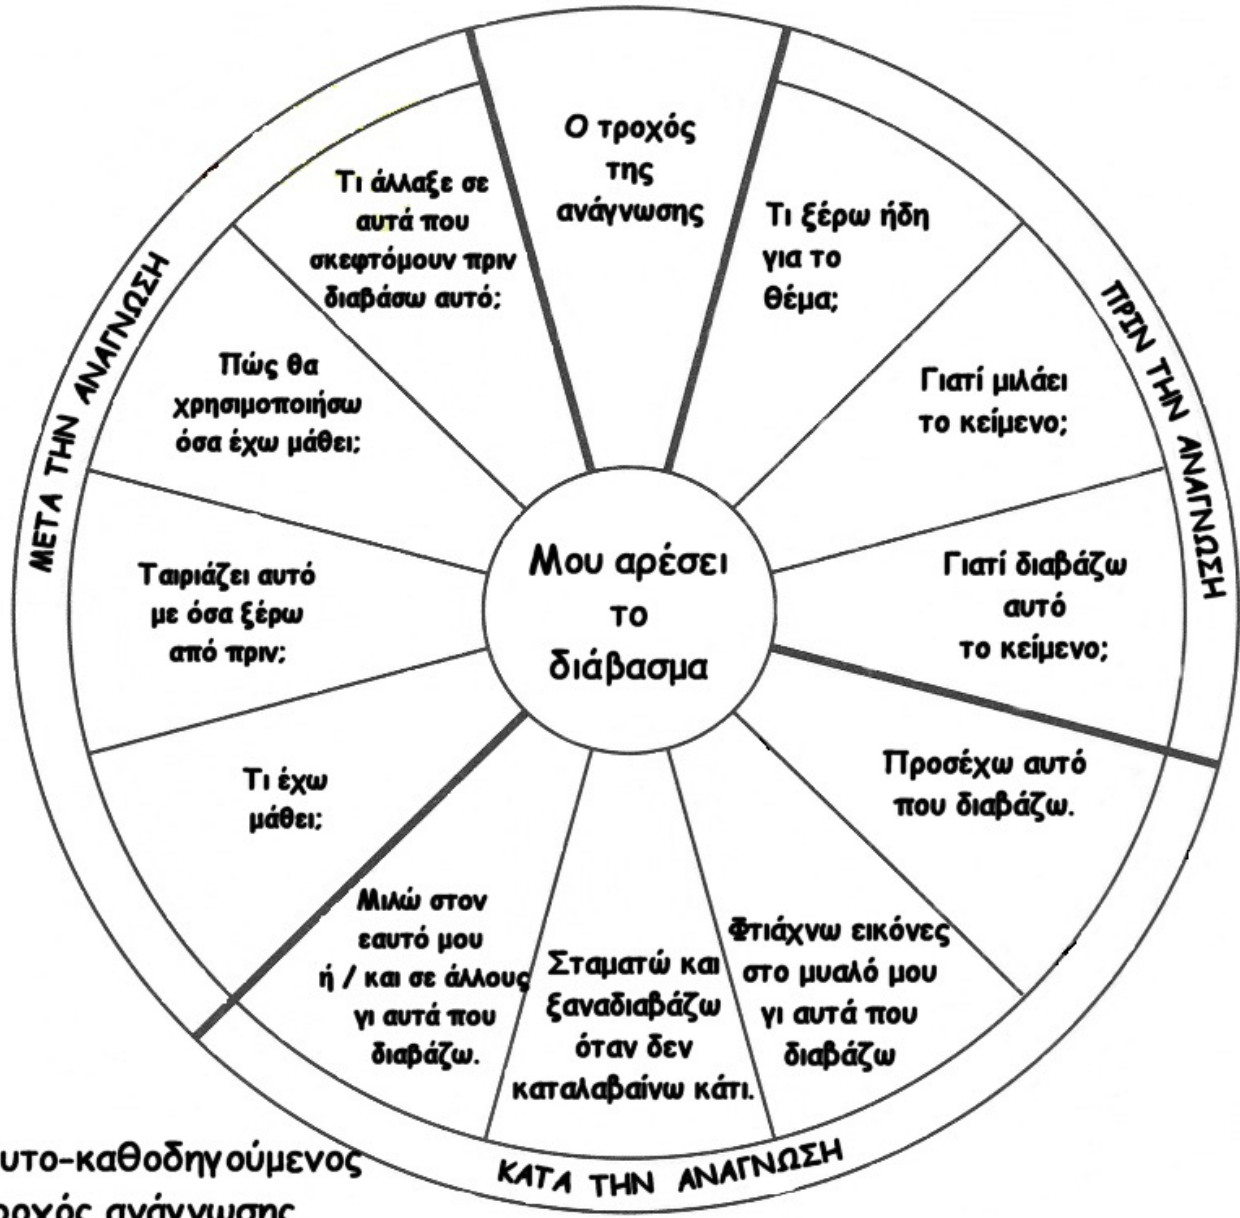 Ο τροχός
της
ανάγνωσης
Τι ξέρω ήδη
για το
θέμα;
Γιατί μιλάει
το κείμενο;
Γιατί διαβάζω
αυτό
το κείμενο;
ΠΡΙΝ ΤΗΝ ΑΝΑΓΝΩΣΗ
Προσέχω αυτό
που διαβάζω.
Φτιάχνω εικόνες
στο μυαλό μου
γι αυτά που
διαβάζω
Σταματώ και
ξαναδιαβάζω
όταν δεν
καταλαβαίνω κάτι.
Μιλώ στον
εαυτό μου
ή / και σε άλλους
γι αυτά που
διαβάζω.
ΚΑΤΑ ΤΗΝ ΑΝΑΓΝΩΣΗ
Τι έχω
μάθει;
Ταιριάζει αυτό
με όσα ξέρω
από πριν;
Πώς θα
χρησιμοποιήσω
όσα έχω μάθει;
Τι άλλαξε σε
αυτά που
σκεφτόμουν πριν
διαβάσω αυτό;
ΜΕΤΑ ΤΗΝ ΑΝΑΓΝΩΣΗ
Μου αρέσει
το
διάβασμα
υτο-καθοδηγούμενος
ροχός ανάγνωσης